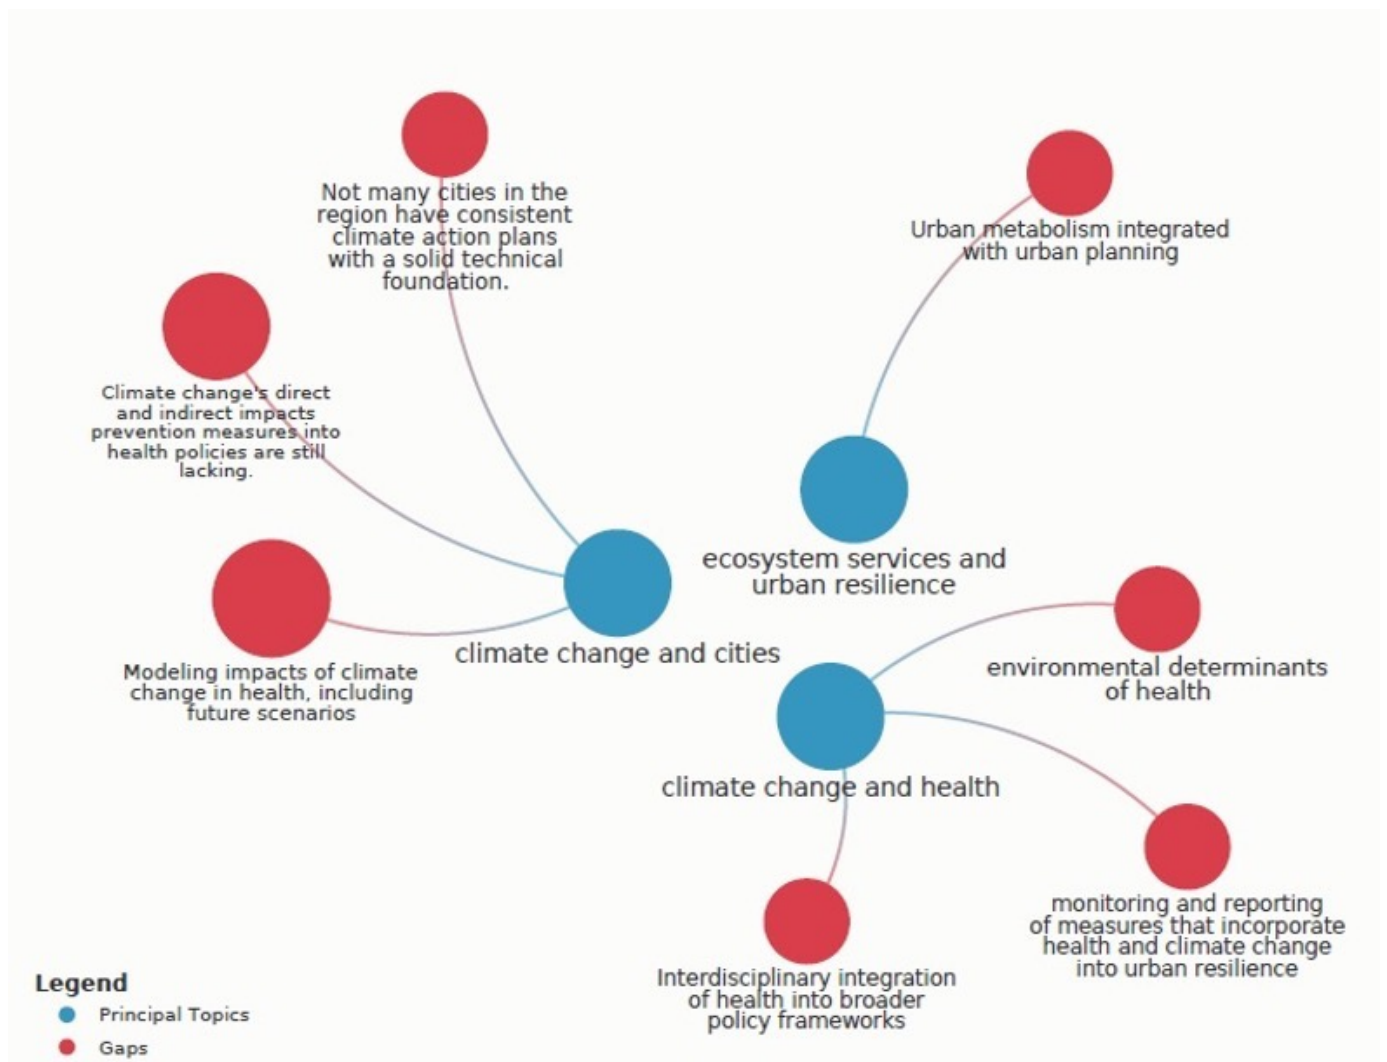 Not many cities in the
region have consistent
climate action plans
with a solid technical
foundation.
Urban metabolism integrated
with urban planning
Climate change's direct
and indirect impacts
prevention measures into
health policies are still
lacking.
ecosystem services and
urban resilience
climate change and cities
Modeling impacts of climate
change in health, including
future scenarios
environmental determinants
of health
climate change and health
monitoring and reporting
of measures that incorporate
health and climate change
into urban resilience
Interdisciplinary integration
of health into broader
policy frameworks
Legend
Principal Topics
Gaps